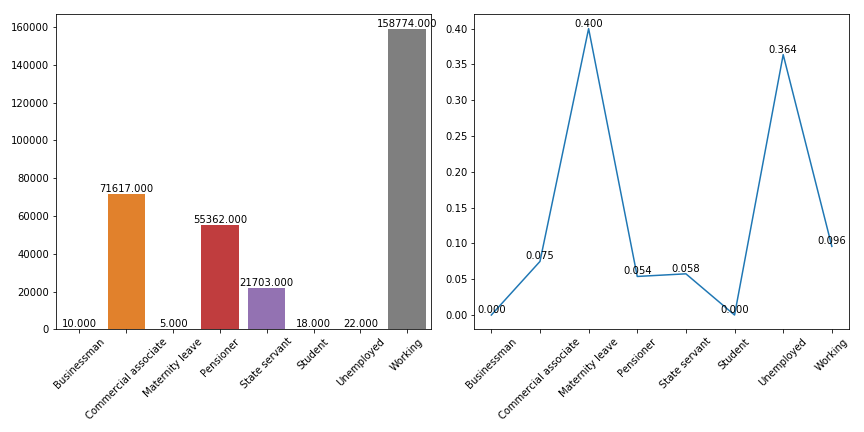 160000
140000
120000
100000
80000
60000
40000
20000
0
10.000
71617.000
5.000
55362.000
21703.000
18.000
22.000
158774.000
Businessman
Commercial associate
Maternity leave
Pensioner
State servant
Student
Unemployed
Working
0.40
0.35
0.30
0.25
0.20
0.15
0.10
0.05
0.00
0.000
0.075
0.400
0.054
0.058
0.000
0.364
0.096
Businessman
Commercial associate
Maternity leave
Pensioner
State servant
Student
Unemployed
Working